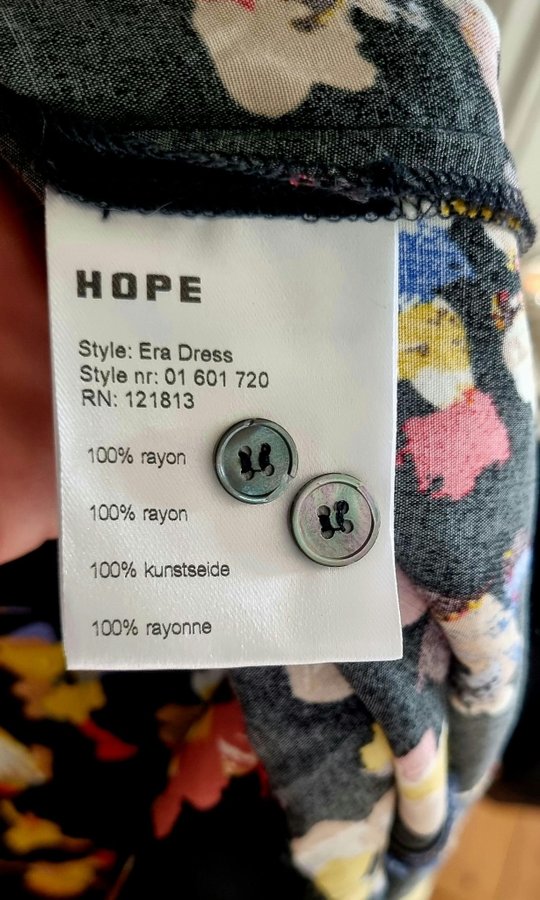 HOPE
Style: Era Dress
Style nr: 01 601 720
RN: 121813
100% rayon
100% rayon
100% kunstseide
100% rayonne